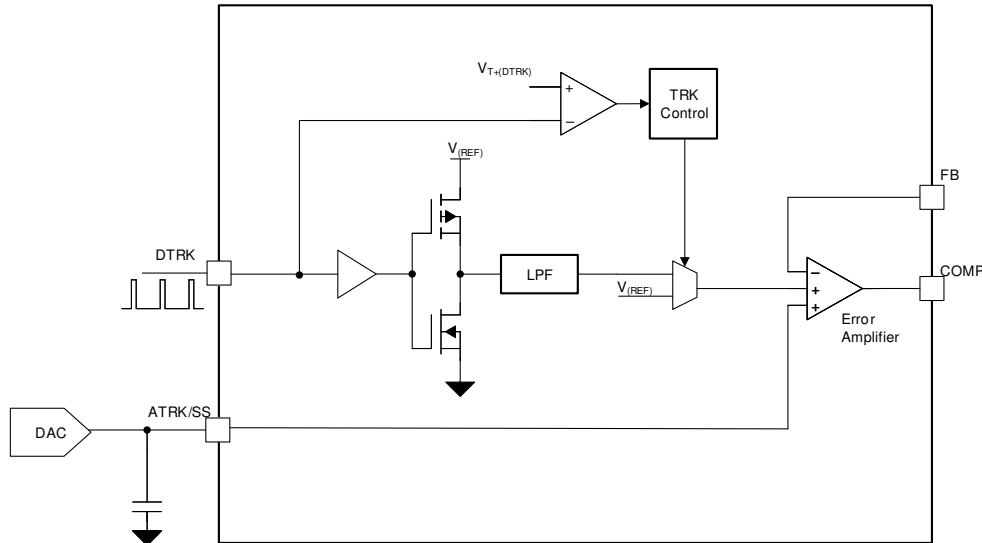 V_T+(DTRK)
+
−
TRK
Control
V_(REF)
FB
DTRK
LPF
V_(REF)
−
+
+
COMP
Error
Amplifier
ATRK/SS
DAC